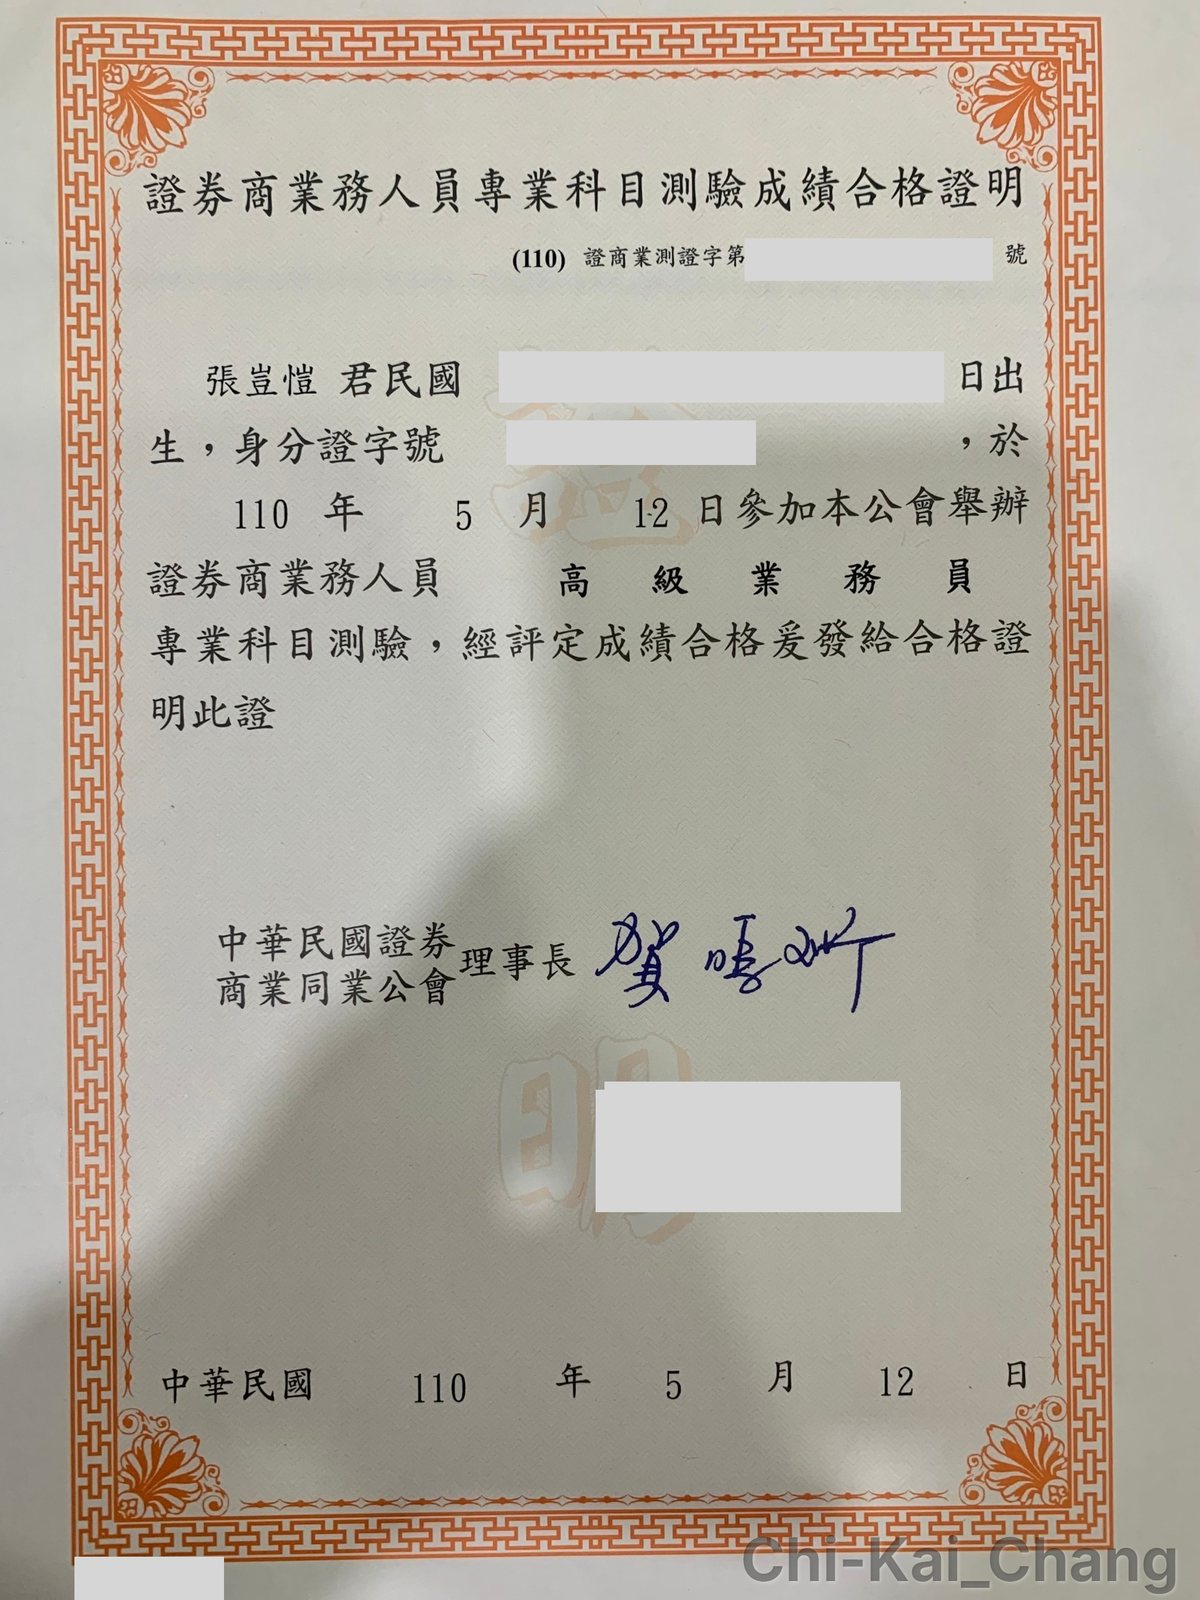 證券商業務人員專業科目測驗成績合格證明
(110) 證商業測證字第 號
張豈愷 君民國 日出
生,身分證字號 ,於
110 年 5 月 12 日參加本公會舉辦
證券商業務人員 高級業務員
專業科目測驗,經評定成績合格爰發給合格證
明此證
中華民國證券
商業同業公會 理事長 賀鳴珩
證
明
中華民國 110 年 5 月 12 日
Chi-Kai_Chang